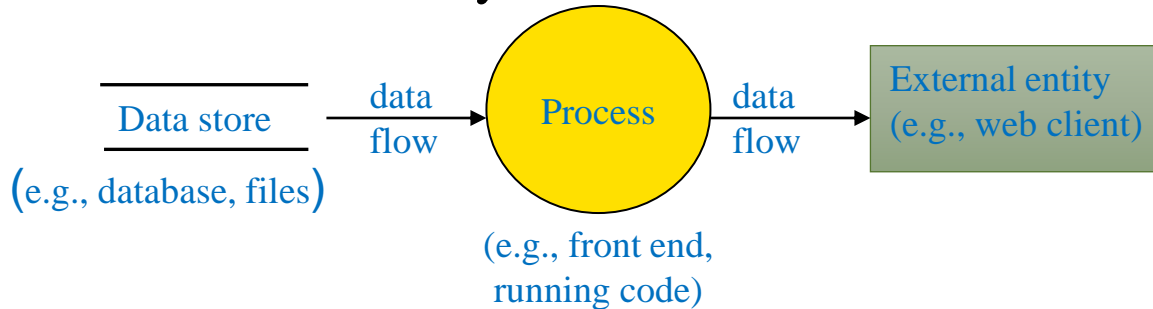 Data store
(e.g., database, files)
data
flow
Process
(e.g., front end,
running code)
data
flow
External entity
(e.g., web client)